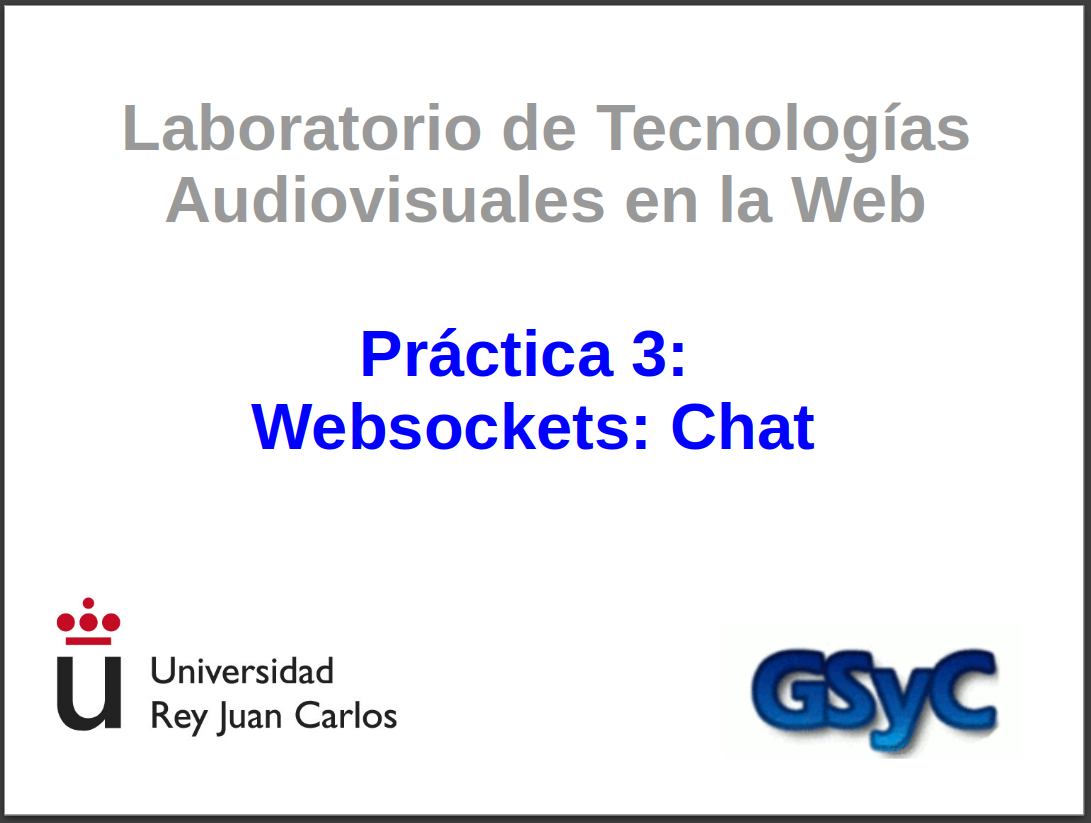 Laboratorio de Tecnologías
Audiovisuales en la Web
Práctica 3:
Websockets: Chat
Universidad
Rey Juan Carlos
GSyC